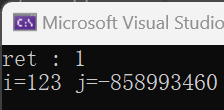 Microsoft Visual Studio
ret : 1
i=123 j=-858993460